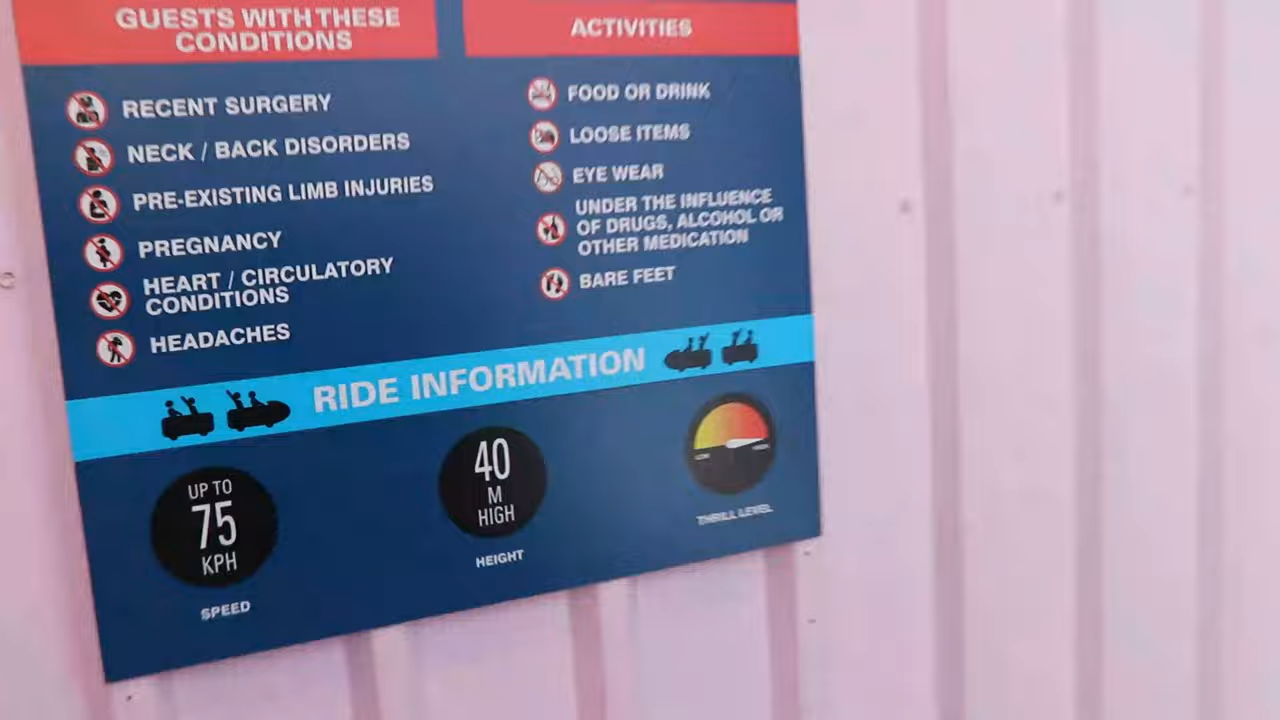 GUESTS WITH THESE
CONDITIONS
RECENT SURGERY
NECK / BACK DISORDERS
PRE-EXISTING LIMB INJURIES
PREGNANCY
HEART / CIRCULATORY
CONDITIONS
HEADACHES
ACTIVITIES
FOOD OR DRINK
LOOSE ITEMS
EYE WEAR
UNDER THE INFLUENCE
OF DRUGS, ALCOHOL OR
OTHER MEDICATION
BARE FEET
RIDE INFORMATION
UP TO
75
KPH
SPEED
40
M
HIGH
HEIGHT
THRILL LEVEL